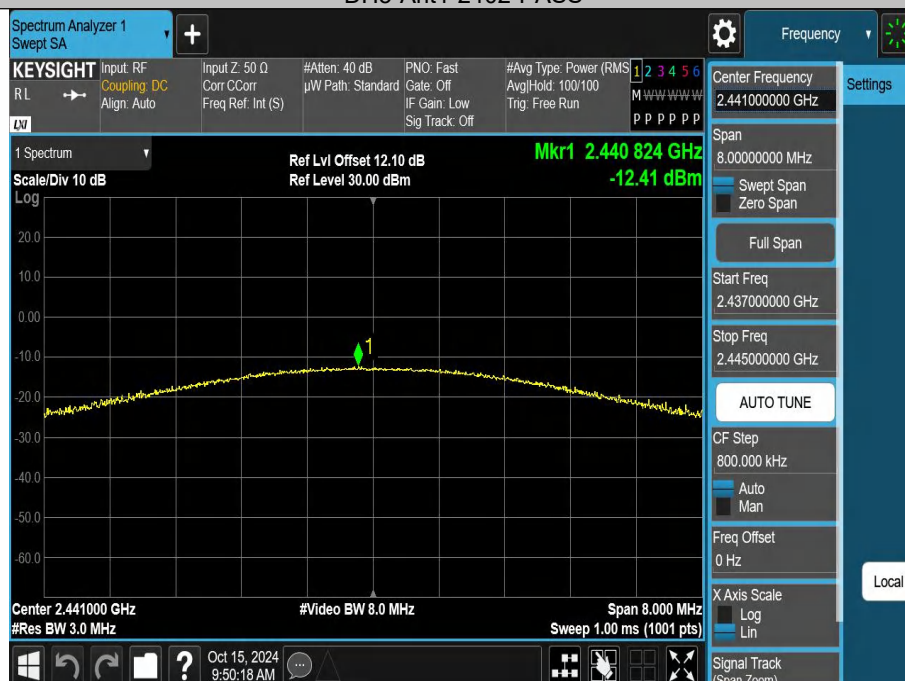 Spectrum Analyzer 1
Swept SA
+
Frequency
KEYSIGHT
RL
LXI
Input: RF
Coupling: DC
Align: Auto
Input Z: 50 Ω
Corr CCorr
Freq Ref: Int (S)
#Atten: 40 dB
µW Path: Standard
PNO: Fast
Gate: Off
IF Gain: Low
Sig Track: Off
#Avg Type: Power (RMS
Avg|Hold: 100/100
Trig: Free Run
1 2 3 4 5 6
M W W W W W
P P P P P P
1 Spectrum
Scale/Div 10 dB
Log
Ref Lvl Offset 12.10 dB
Ref Level 30.00 dBm
Mkr1 2.440 824 GHz
-12.41 dBm
20.0
10.0
0.00
-10.0
-20.0
-30.0
-40.0
-50.0
-60.0
1
Center 2.441000 GHz
#Res BW 3.0 MHz
#Video BW 8.0 MHz
Span 8.000 MHz
Sweep 1.00 ms (1001 pts)
?
Oct 15, 2024
9:50:18 AM
Center Frequency
2.441000000 GHz
Settings
Span
8.00000000 MHz
Swept Span
Zero Span
Full Span
Start Freq
2.437000000 GHz
Stop Freq
2.445000000 GHz
AUTO TUNE
CF Step
800.000 kHz
Auto
Man
Freq Offset
0 Hz
Local
X Axis Scale
Log
Lin
Signal Track
(Span Zoom)